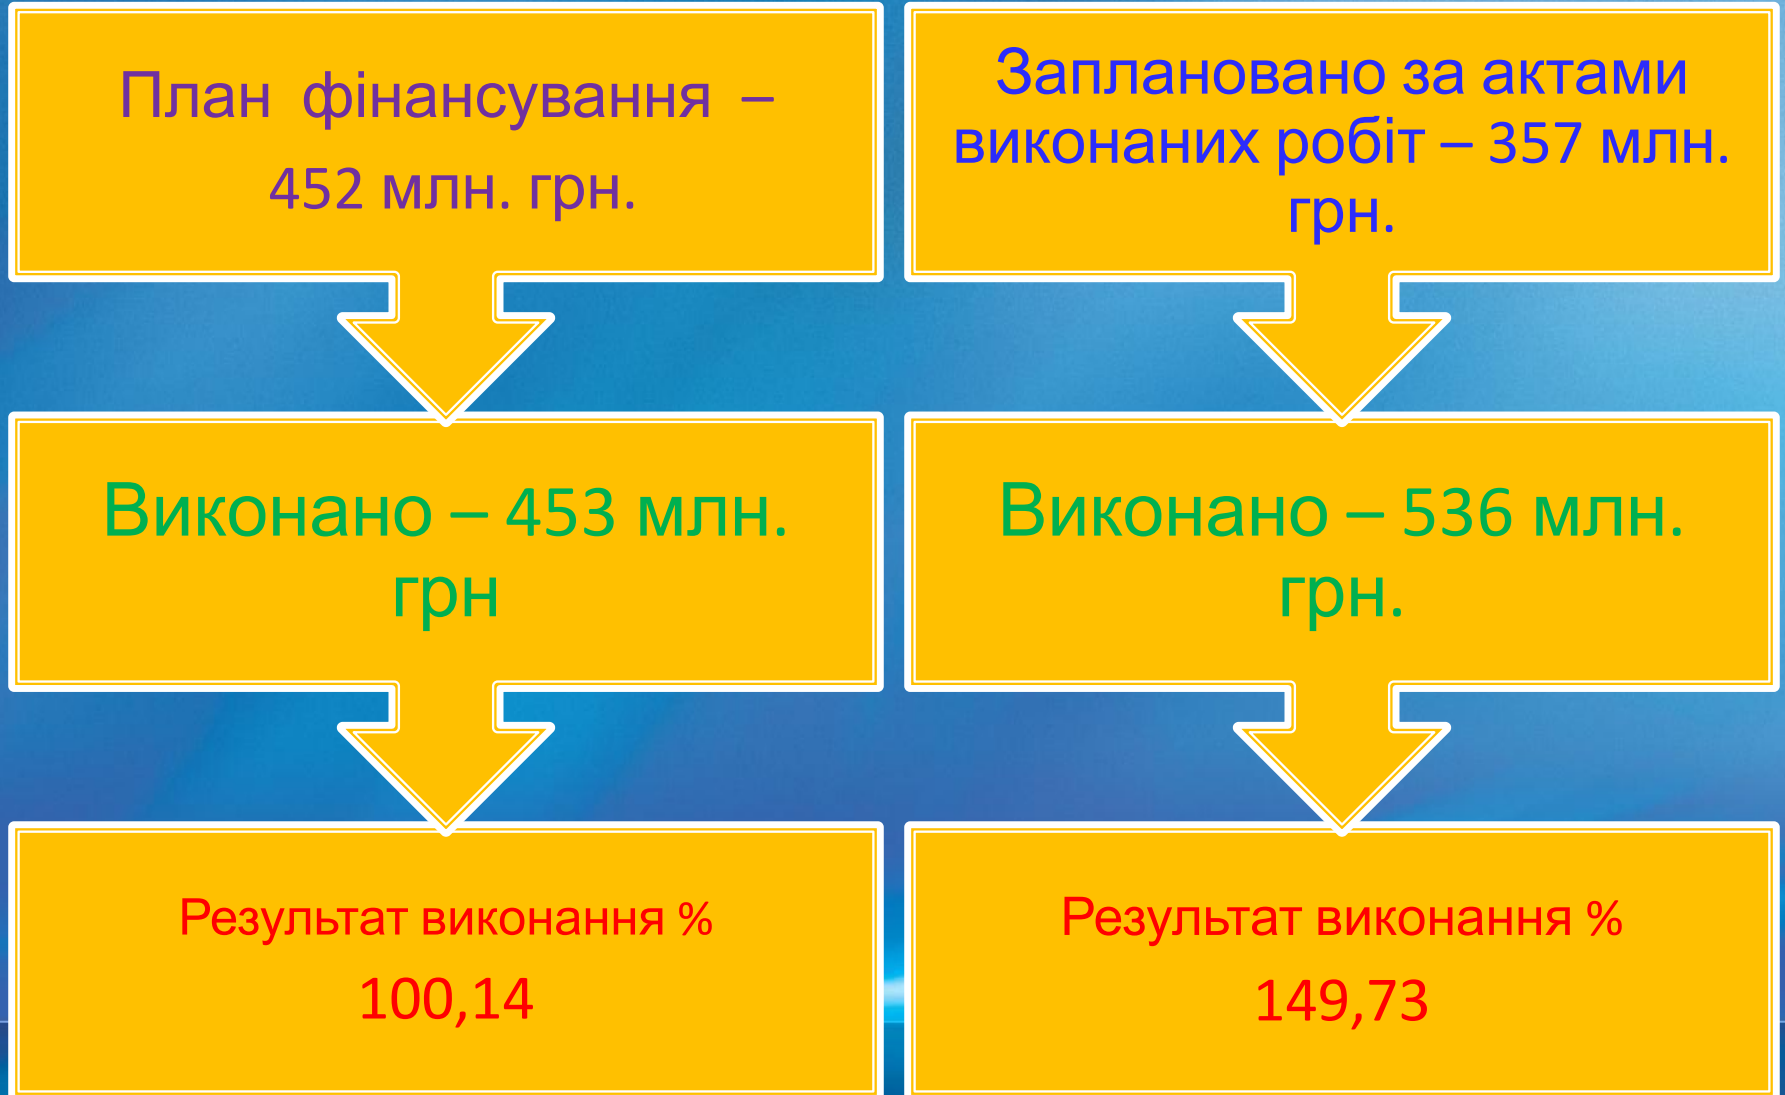 План фінансування –
452 млн. грн.
Виконано – 453 млн.
грн
Результат виконання %
100,14
Заплановано за актами
виконаних робіт – 357 млн.
грн.
Виконано – 536 млн.
грн.
Результат виконання %
149,73